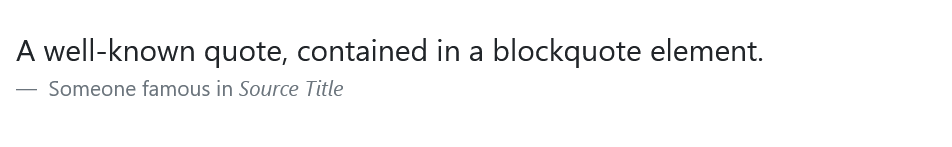 A well-known quote, contained in a blockquote element.
— Someone famous in Source Title